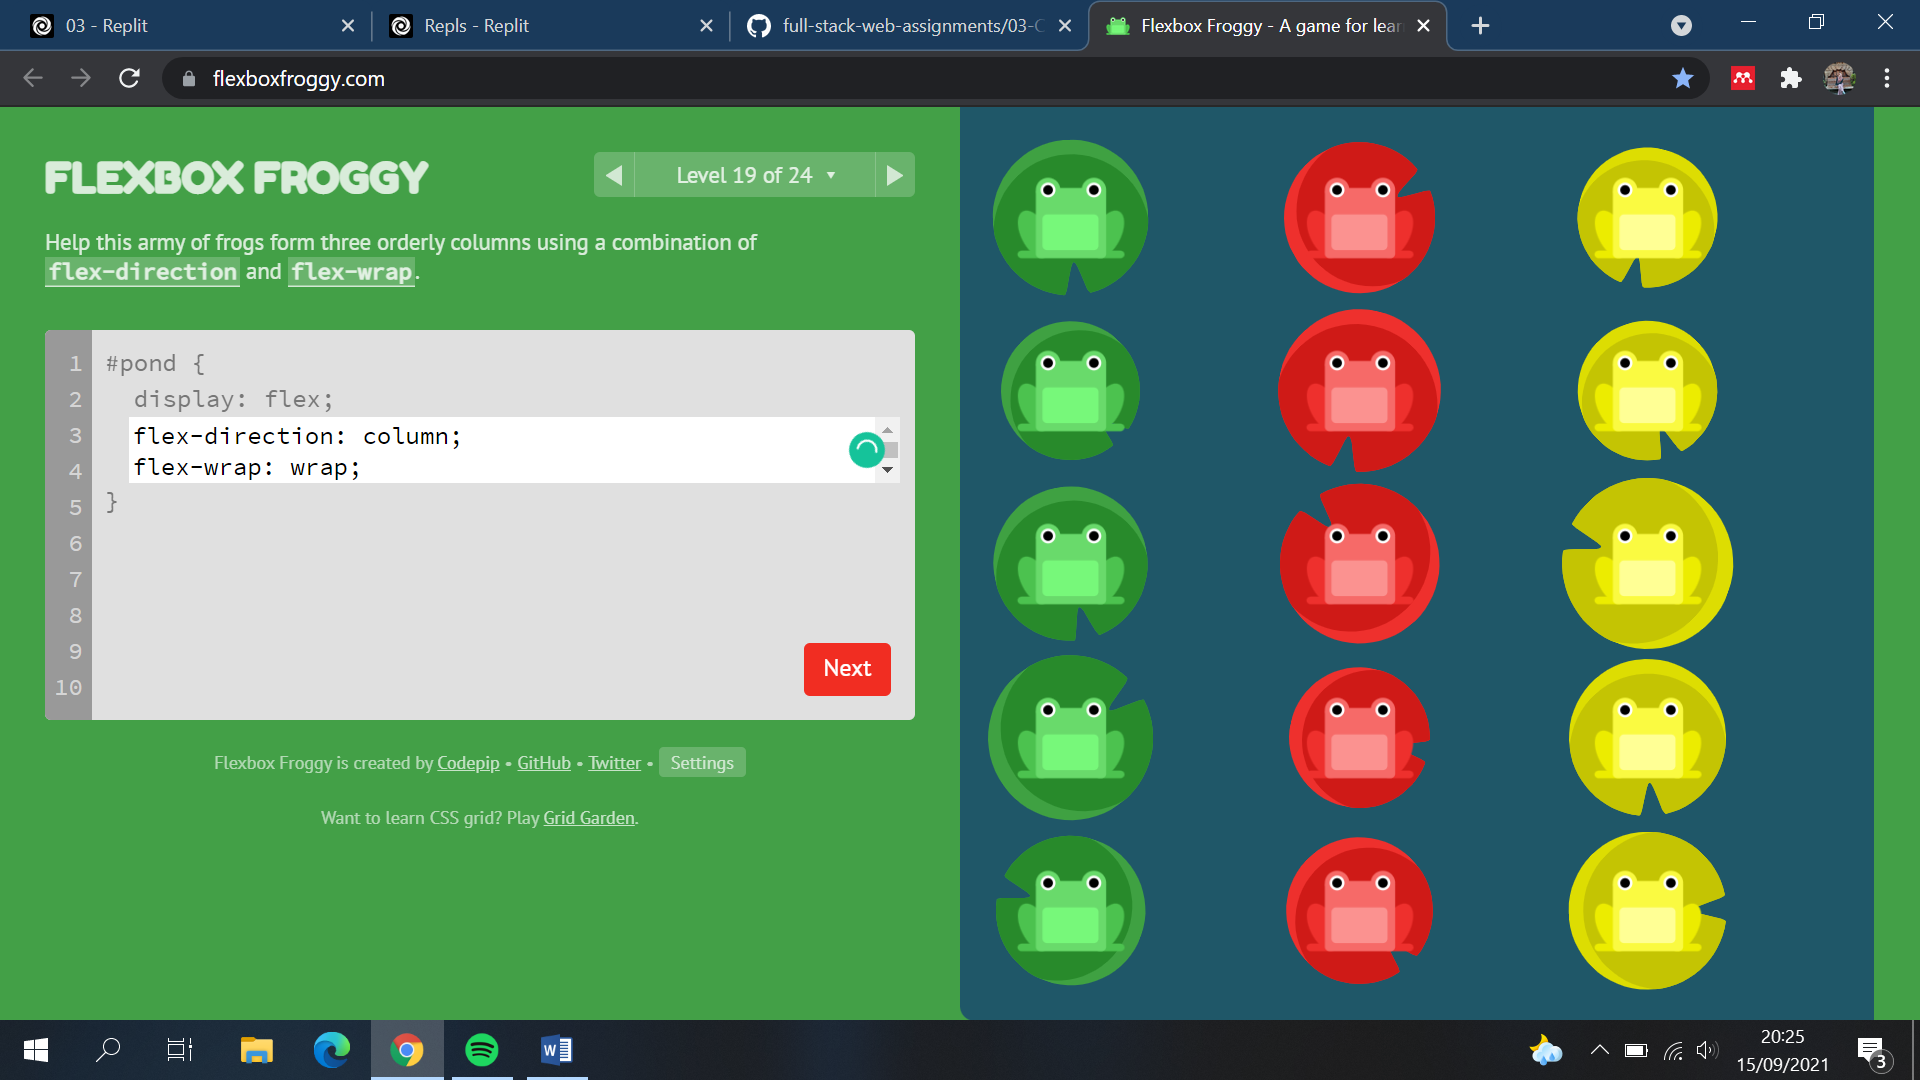 03 - Replit
Repls - Replit
full-stack-web-assignments/03-C
Flexbox Froggy - A game for lear
flexboxfroggy.com
FLEXBOX FROGGY
Level 19 of 24
Help this army of frogs form three orderly columns using a combination of
flex-direction and flex-wrap.
1 #pond {
2 display: flex;
3 flex-direction: column;
4 flex-wrap: wrap;
5 }
6
7
8
9
10
Next
Flexbox Froggy is created by Codepip • GitHub • Twitter • Settings
Want to learn CSS grid? Play Grid Garden.
W
20:25
15/09/2021
3